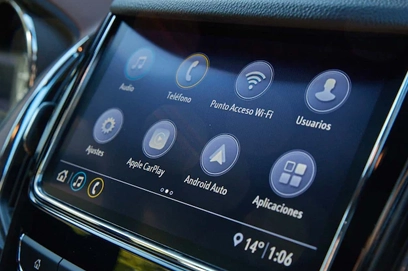 Audio
Teléfono
Punto Acceso Wi-Fi
Usuarios
Ajustes
Apple CarPlay
Android Auto
Aplicaciones
14° 1:06